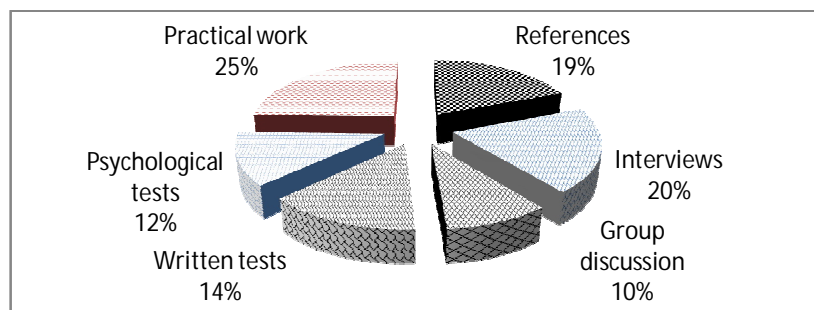 Practical work
25%
References
19%
Interviews
20%
Group
discussion
10%
Written tests
14%
Psychological
tests
12%